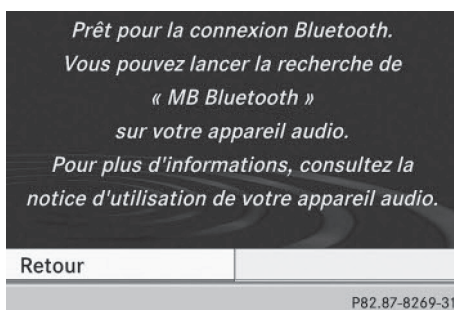 Prêt pour la connexion Bluetooth.
Vous pouvez lancer la recherche de
« MB Bluetooth »
sur votre appareil audio.
Pour plus d'informations, consultez la
notice d'utilisation de votre appareil audio.
Retour
P82.87-8269-31